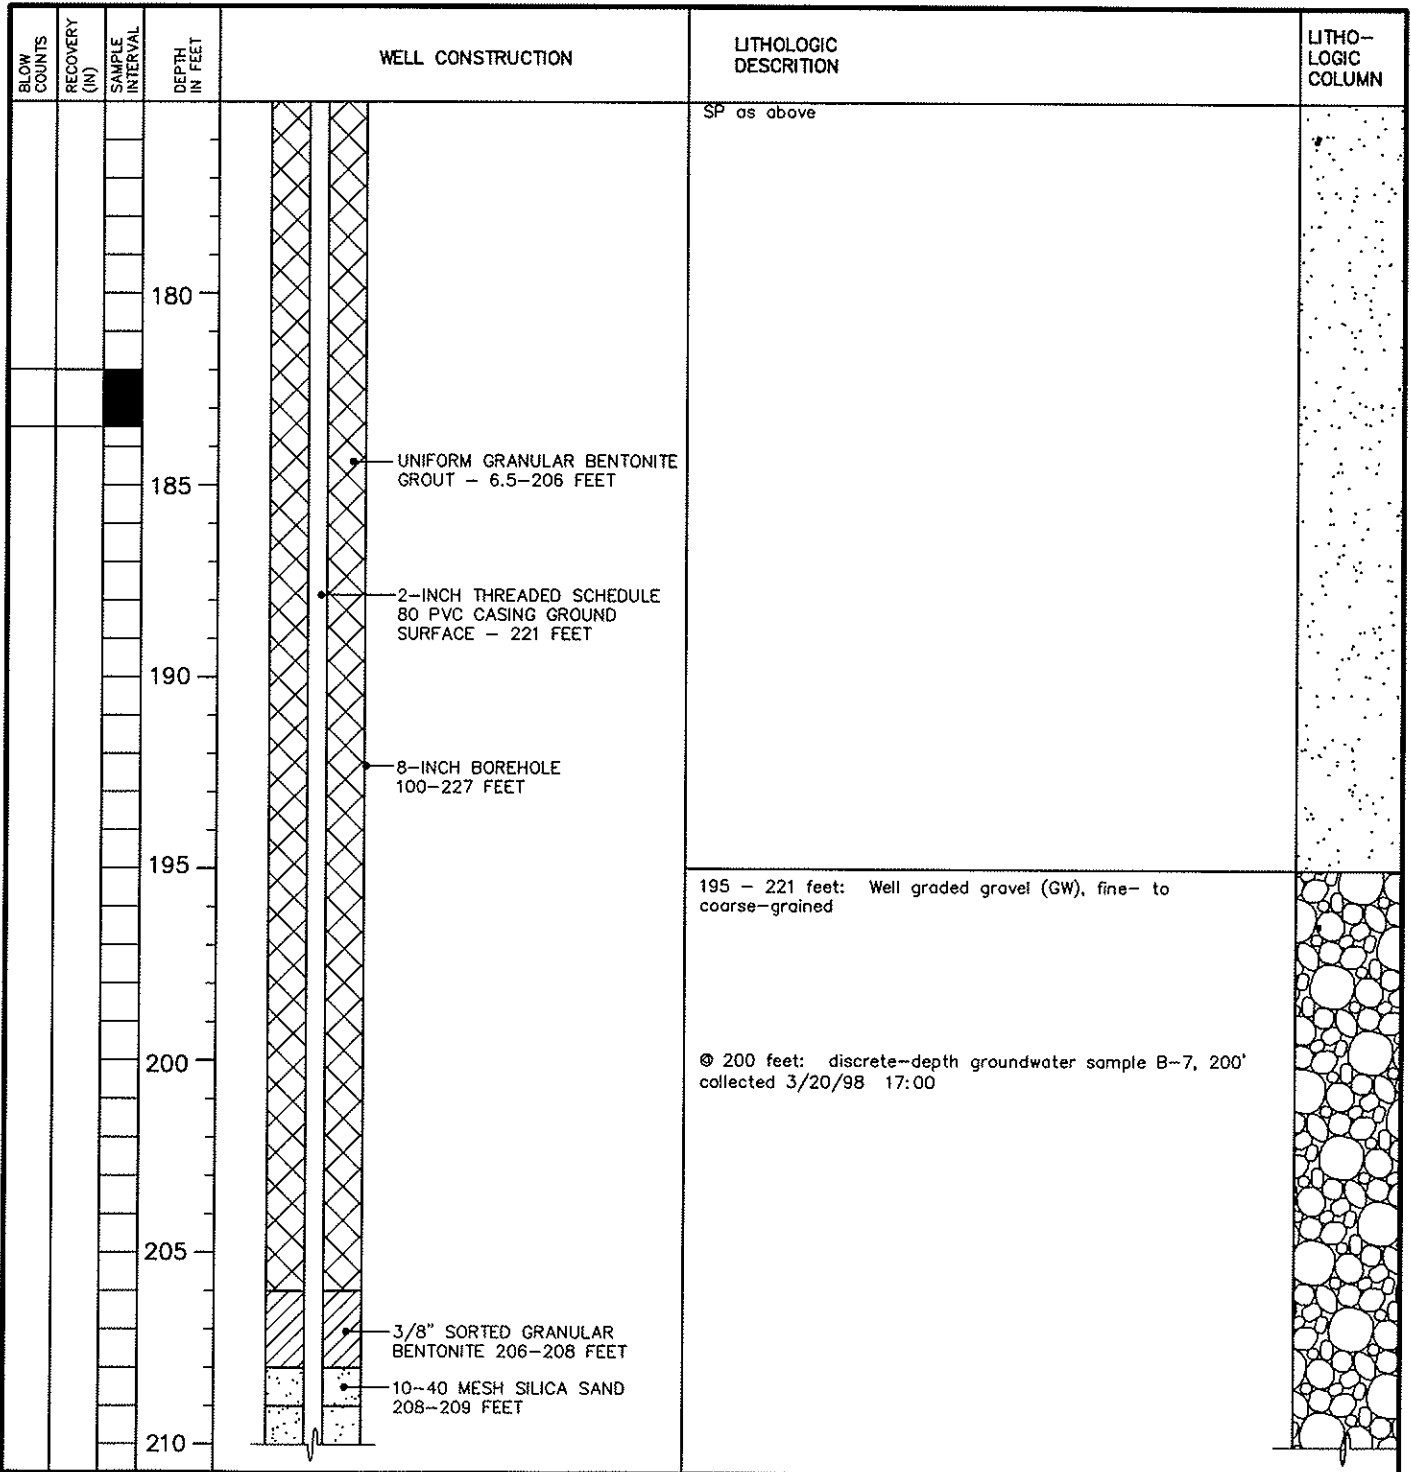 BLOW
COUNTS
RECOVERY
(IN)
SAMPLE
INTERVAL
DEPTH
IN FEET
WELL CONSTRUCTION
LITHOLOGIC
DESCRITION
LITHO-
LOGIC
COLUMN
SP as above
180
UNIFORM GRANULAR BENTONITE
GROUT – 6.5–206 FEET
185
2-INCH THREADED SCHEDULE
80 PVC CASING GROUND
SURFACE – 221 FEET
190
8-INCH BOREHOLE
100–227 FEET
195
195 – 221 feet: Well graded gravel (GW), fine– to
coarse–grained
200
@ 200 feet: discrete–depth groundwater sample B–7, 200'
collected 3/20/98 17:00
205
3/8" SORTED GRANULAR
BENTONITE 206–208 FEET
10–40 MESH SILICA SAND
208–209 FEET
210